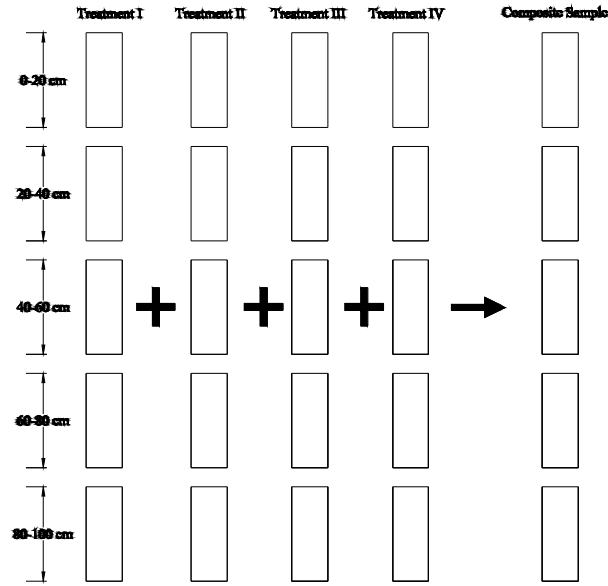 Treatment I Treatment II Treatment III Treatment IV Composite Sample
0-20 cm
20-40 cm
40-60 cm
60-80 cm
80-100 cm